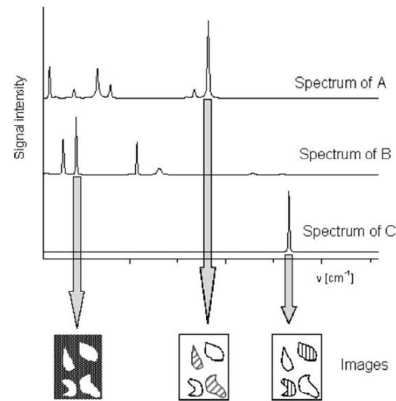 Signal intensity
Spectrum of A
Spectrum of B
Spectrum of C
ν [cm⁻¹]
Images